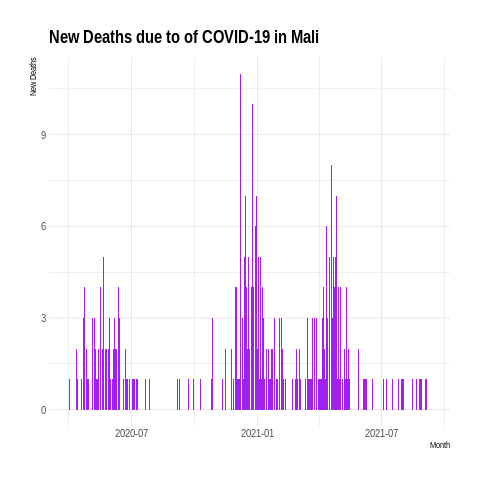 New Deaths due to of COVID-19 in Mali
New Deaths
9
6
3
0
2020-07 2021-01 2021-07
Month